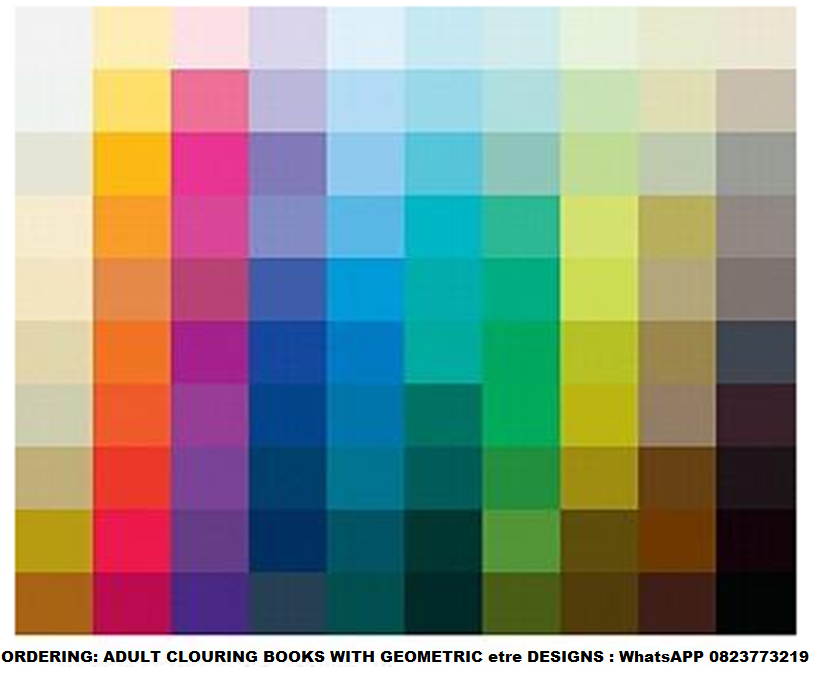 ORDERING: ADULT CLOURING BOOKS WITH GEOMETRIC etre DESIGNS : WhatsAPP 0823773219